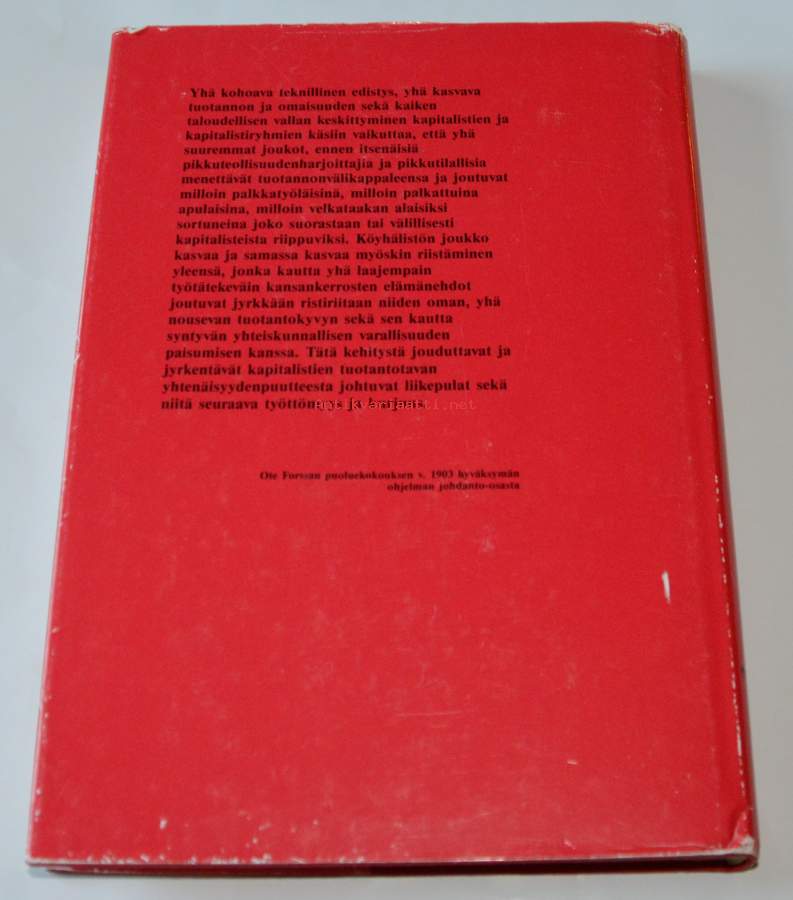 Yhä kohoava teknillinen edistys, yhä kasvava
tuotannon ja omaisuuden sekä kaiken
taloudellisen vallan keskittyminen kapitalistien ja
kapitalistiryhmien käsiin vaikuttaa, että yhä
suuremmat joukot, ennen itsenäisiä
pikkuteollisuudenharjoittajia ja pikkutilallisia
menettävät tuotannonvälikappaleensa ja joutuvat
milloin palkkatyöläisinä, milloin palkattuina
apulaisina, milloin velkataakan alaisiksi
sortuneina joko suorastaan tai välillisesti
kapitalisteista riippuviksi. Köyhälistön joukko
kasvaa ja samassa kasvaa myöskin riistäminen
yleensä, jonka kautta yhä laajempain
työtätekeväin kansankerrosten elämänehdot
joutuvat jyrkkään ristiriitaan niiden oman, yhä
nousevan tuotantokyvyn sekä sen kautta
syntyvän yhteiskunnallisen varallisuuden
paisumisen kanssa. Tätä kehitystä jouduttavat ja
jyrkentävät kapitalistien tuotantotavan
yhtenäisyydenpuutteesta johtuvat liikepulat sekä
niitä seuraava työttömyys ja kurjuus.
antikvariaatti.net
Ote Forssan puoluekokouksen v. 1903 hyväksymän
ohjelman johdanto-osasta